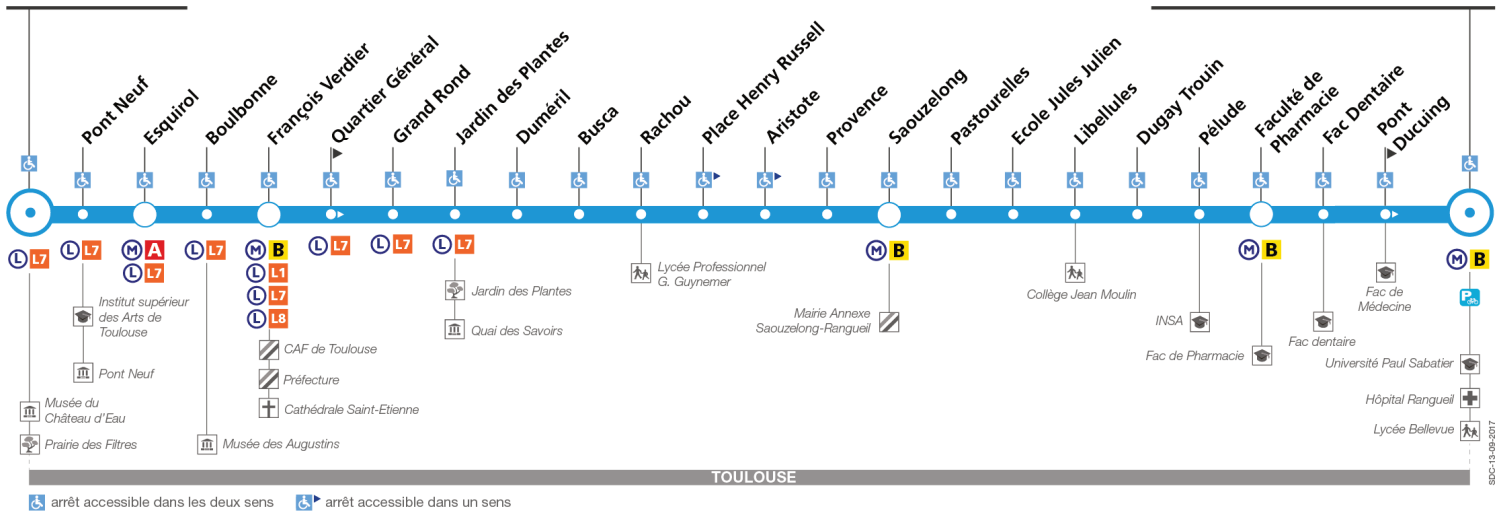 Pont Neuf
Esquirol
Boulbonne
François Verdier
Quartier Général
Grand Rond
Jardin des Plantes
Duméril
Busca
Rachou
Place Henry Russell
Aristote
Provence
Saouzelong
Pastourelles
Ecole Jules Julien
Libellules
Dugay Trouin
Pélude
Faculté de
Pharmacie
Fac Dentaire
Pont
Ducuing
L L7
L L7
M A
L L7
L L7
M B
L L1
L L7
L L8
L L7
L L7
L L7
M B
M B
M B
P
Musée du
Château d'Eau
Prairie des Filtres
Institut supérieur
des Arts de
Toulouse
Pont Neuf
Musée des Augustins
CAF de Toulouse
Préfecture
Cathédrale Saint-Etienne
Jardin des Plantes
Quai des Savoirs
Lycée Professionnel
G. Guynemer
Mairie Annexe
Saouzelong-Rangueil
Collège Jean Moulin
INSA
Fac de Pharmacie
Fac dentaire
Fac de
Médecine
Université Paul Sabatier
Hôpital Rangueil
Lycée Bellevue
SDC-13-09-2017
TOULOUSE
arrêt accessible dans les deux sens
arrêt accessible dans un sens